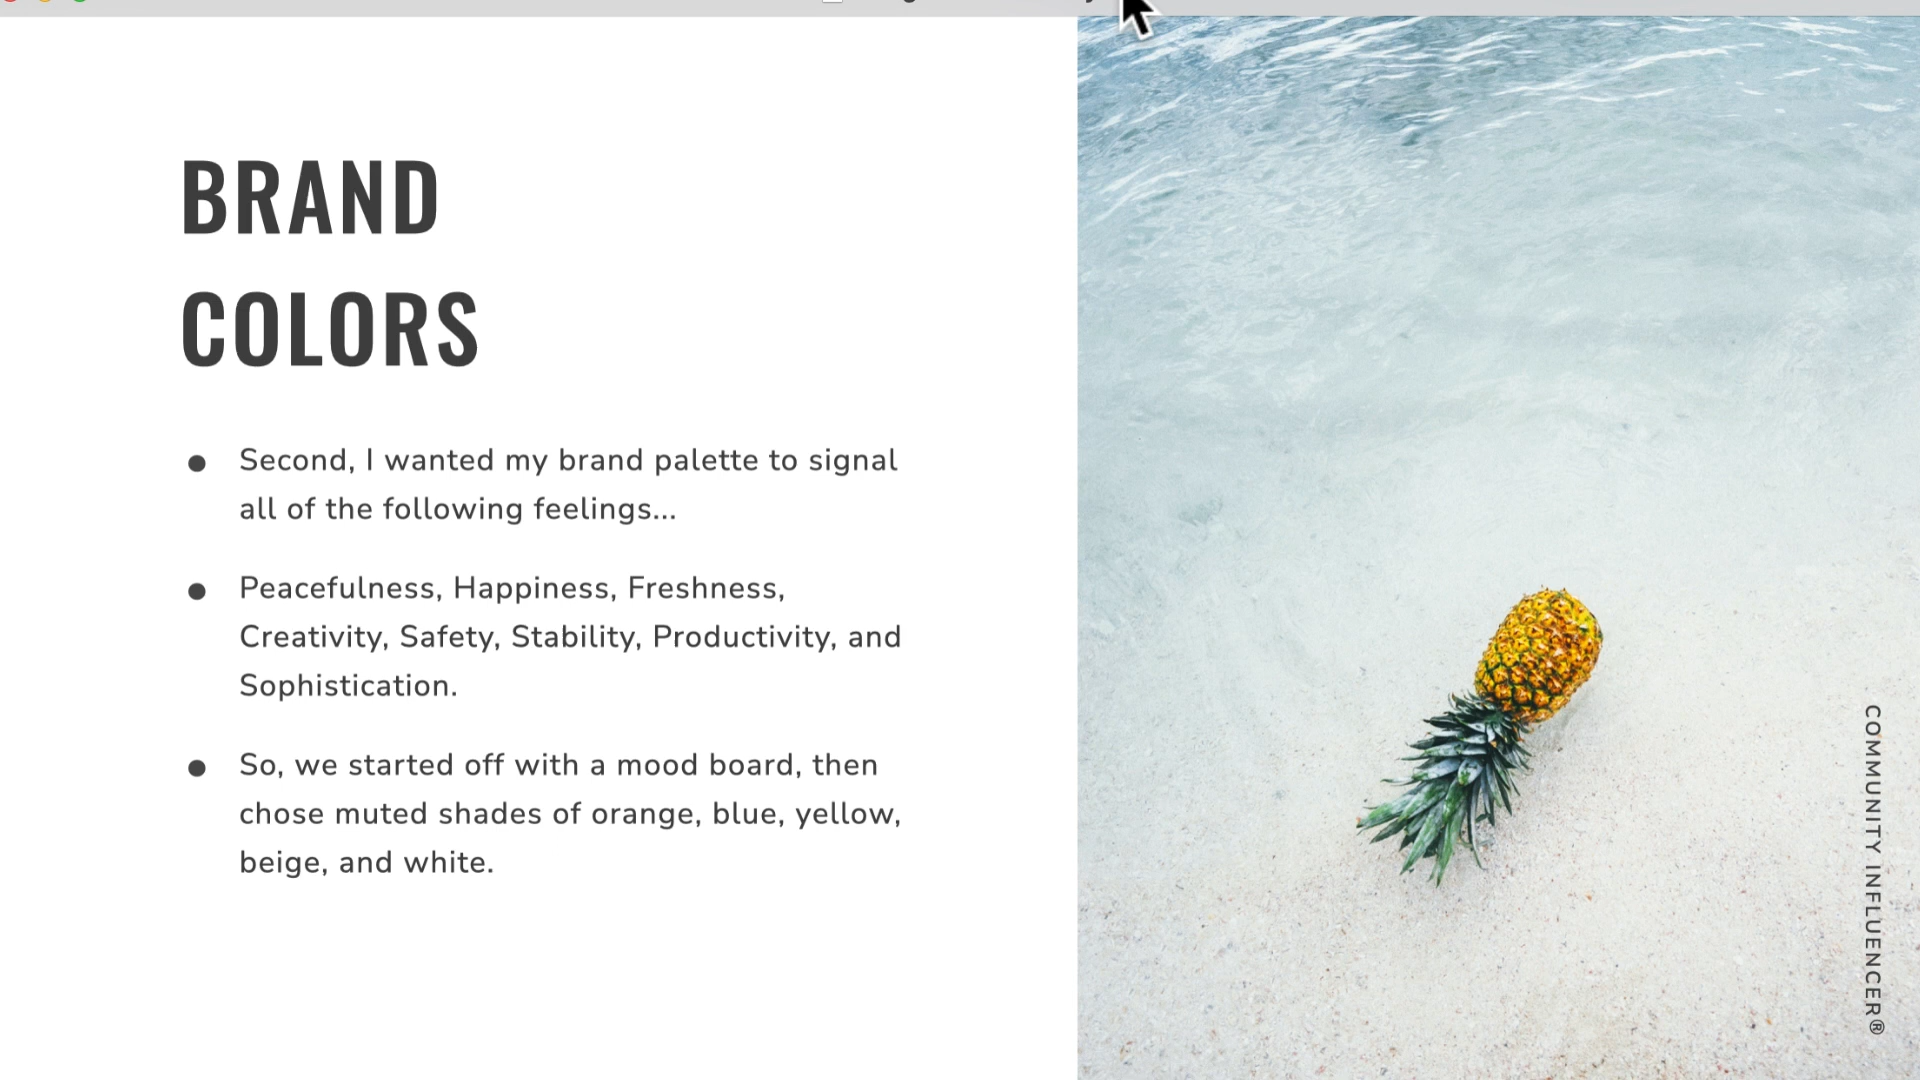 BRAND
COLORS
● Second, I wanted my brand palette to signal
all of the following feelings...
● Peacefulness, Happiness, Freshness,
Creativity, Safety, Stability, Productivity, and
Sophistication.
● So, we started off with a mood board, then
chose muted shades of orange, blue, yellow,
beige, and white.
COMMUNITY INFLUENCER®